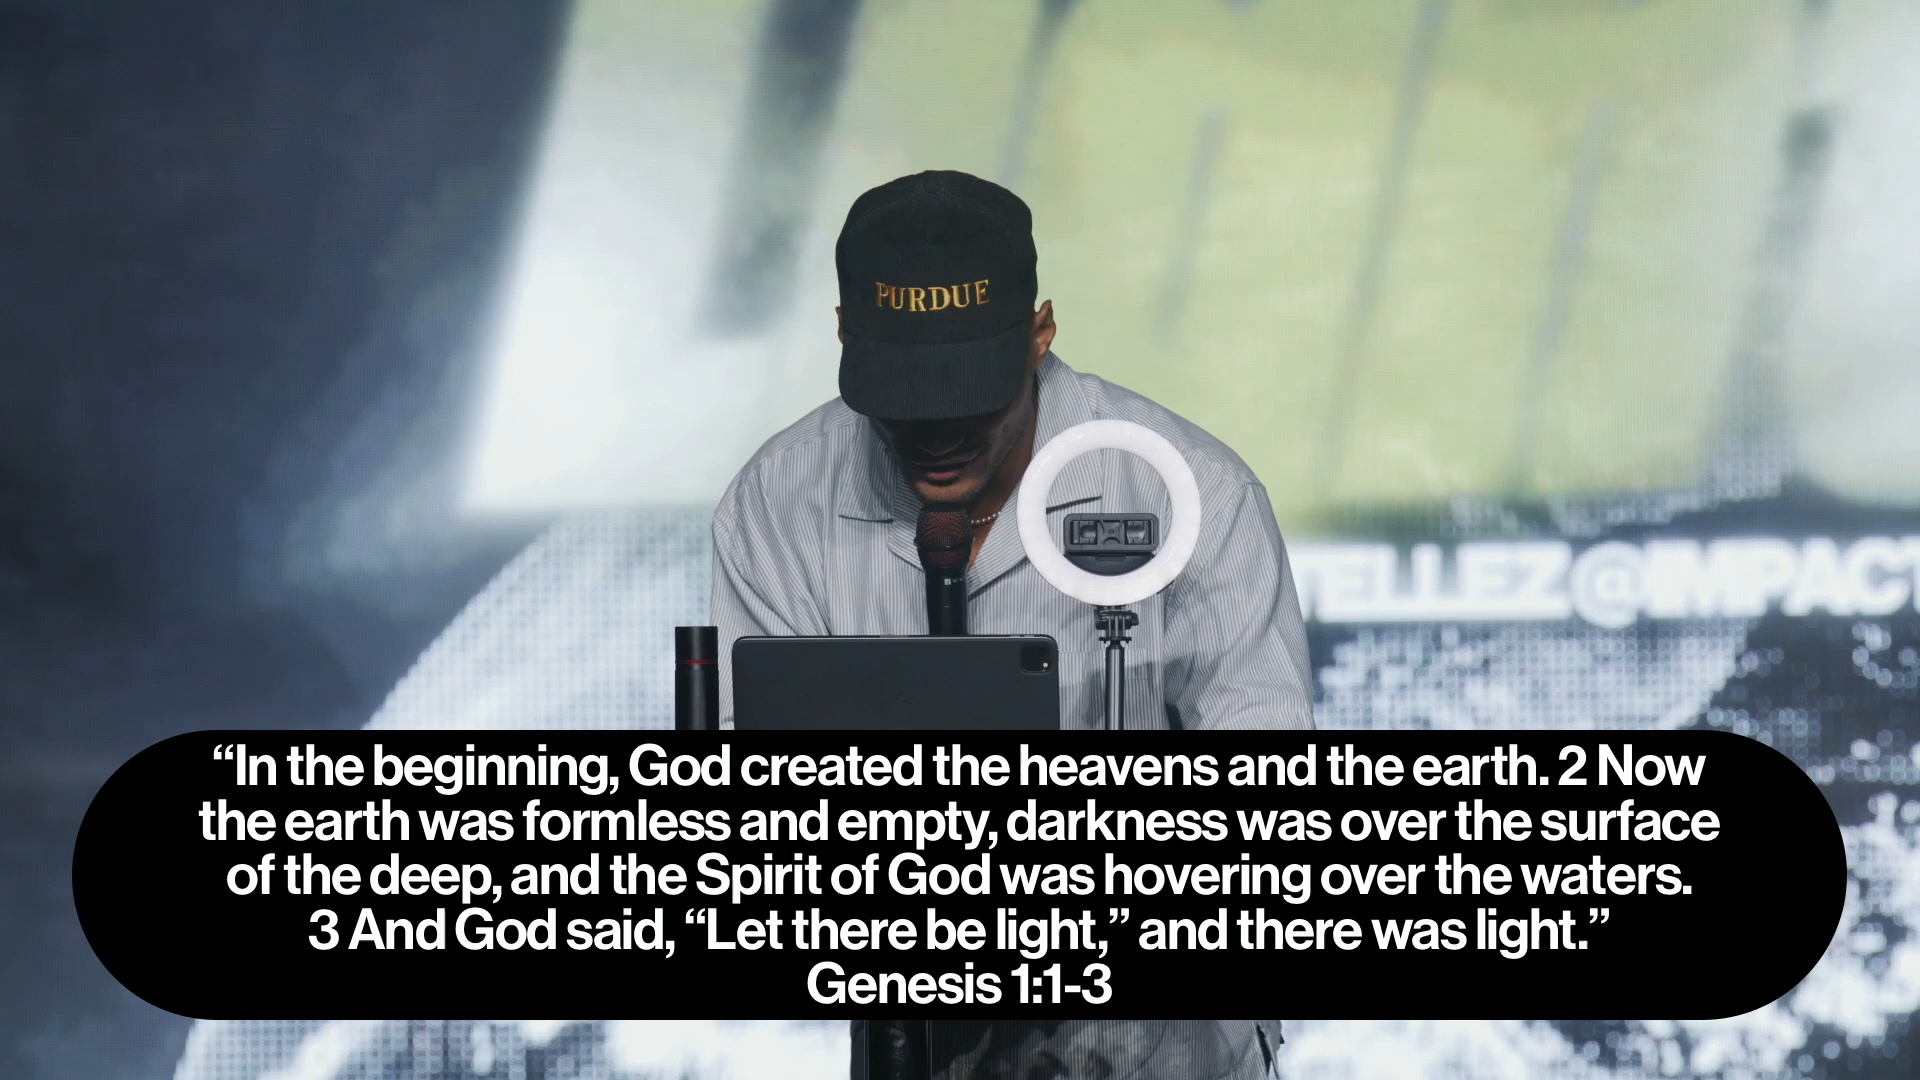 PURDUE
TELLEZ@IMPACT
“In the beginning, God created the heavens and the earth. 2 Now
the earth was formless and empty, darkness was over the surface
of the deep, and the Spirit of God was hovering over the waters.
3 And God said, “Let there be light,” and there was light.”
Genesis 1:1-3